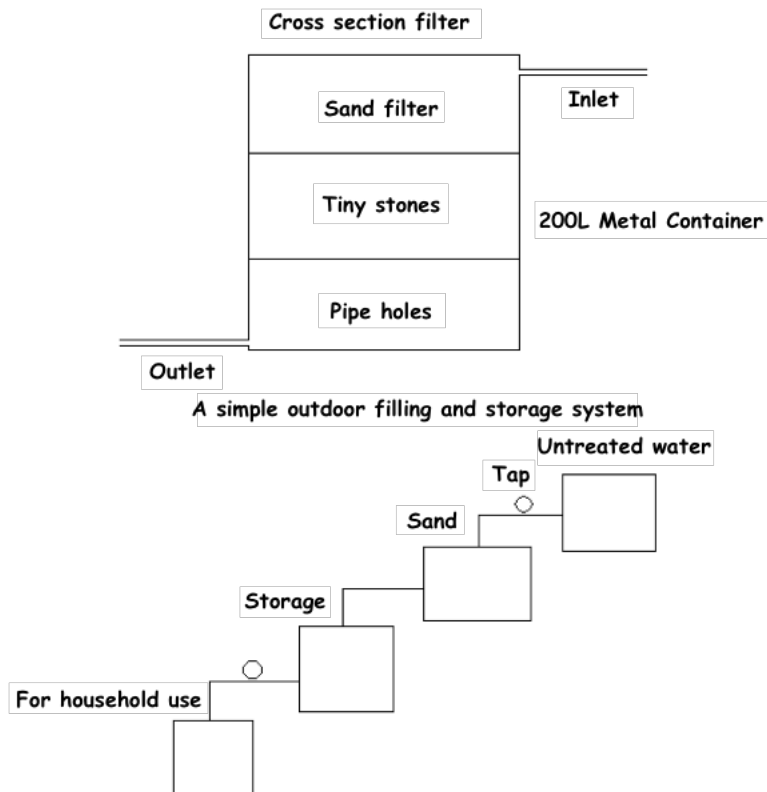 Cross section filter
Sand filter
Inlet
Tiny stones
200L Metal Container
Pipe holes
Outlet
A simple outdoor filling and storage system
Untreated water
Tap
Sand
Storage
For household use